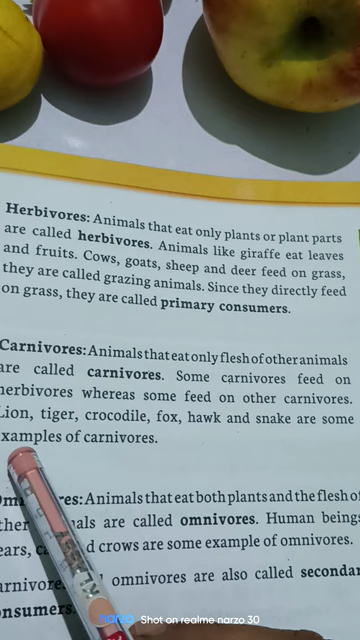 Herbivores: Animals that eat only plants or plant parts
are called herbivores. Animals like giraffe eat leaves
and fruits. Cows, goats, sheep and deer feed on grass,
they are called grazing animals. Since they directly feed
on grass, they are called primary consumers.
Carnivores: Animals that eat only flesh of other animals
are called carnivores. Some carnivores feed on
herbivores whereas some feed on other carnivores.
Lion, tiger, crocodile, fox, hawk and snake are some
xamples of carnivores.
Animals that eat both plants and the flesh of
are called omnivores. Human beings
d crows are some example of omnivores.
omnivores are also called secondar
nsumers.
narzo Shot on realme narzo 30